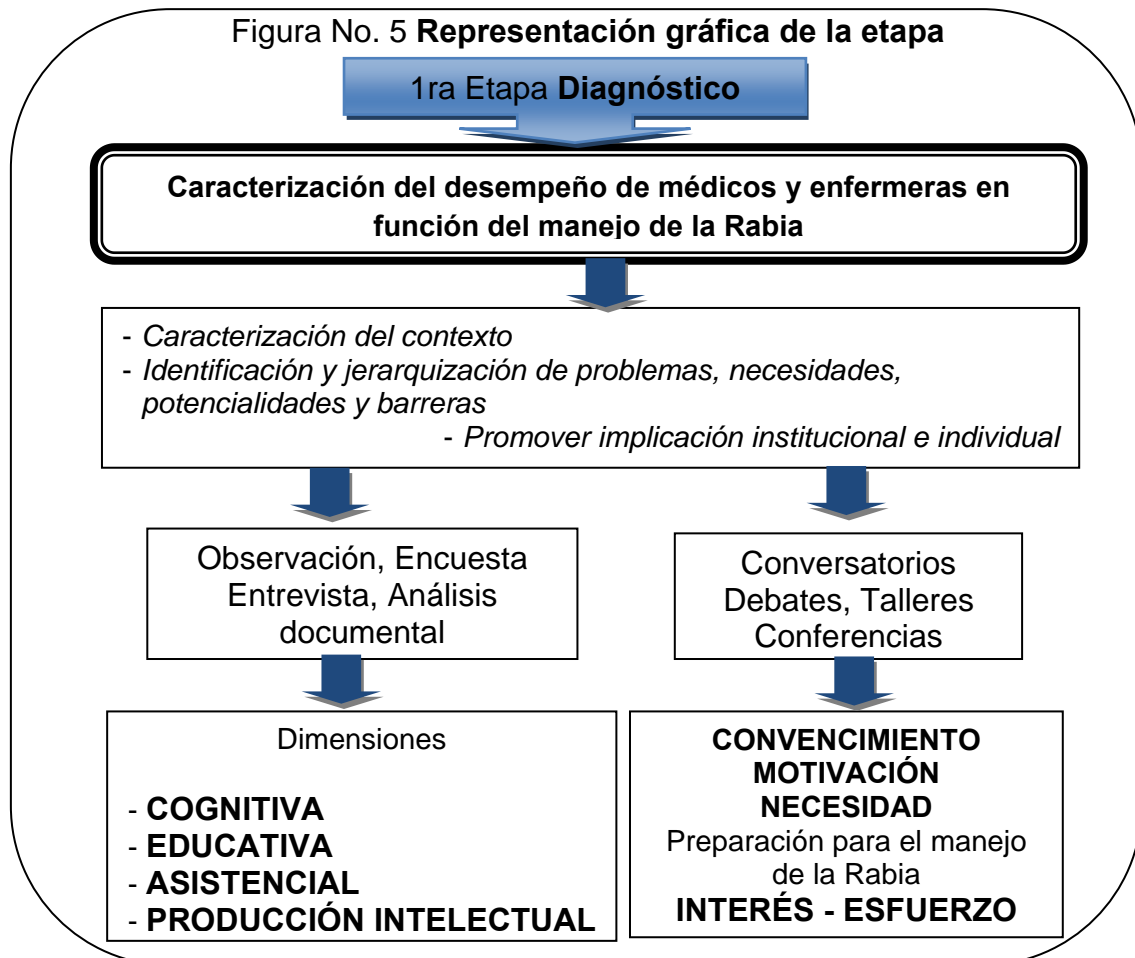 Figura No. 5 Representación gráfica de la etapa
1ra Etapa Diagnóstico
Caracterización del desempeño de médicos y enfermeras en
función del manejo de la Rabia
- Caracterización del contexto
- Identificación y jerarquización de problemas, necesidades,
potencialidades y barreras
- Promover implicación institucional e individual
Observación, Encuesta
Entrevista, Análisis
documental
Conversatorios
Debates, Talleres
Conferencias
Dimensiones
- COGNITIVA
- EDUCATIVA
- ASISTENCIAL
- PRODUCCIÓN INTELECTUAL
CONVENCIMIENTO
MOTIVACIÓN
NECESIDAD
Preparación para el manejo
de la Rabia
INTERÉS - ESFUERZO